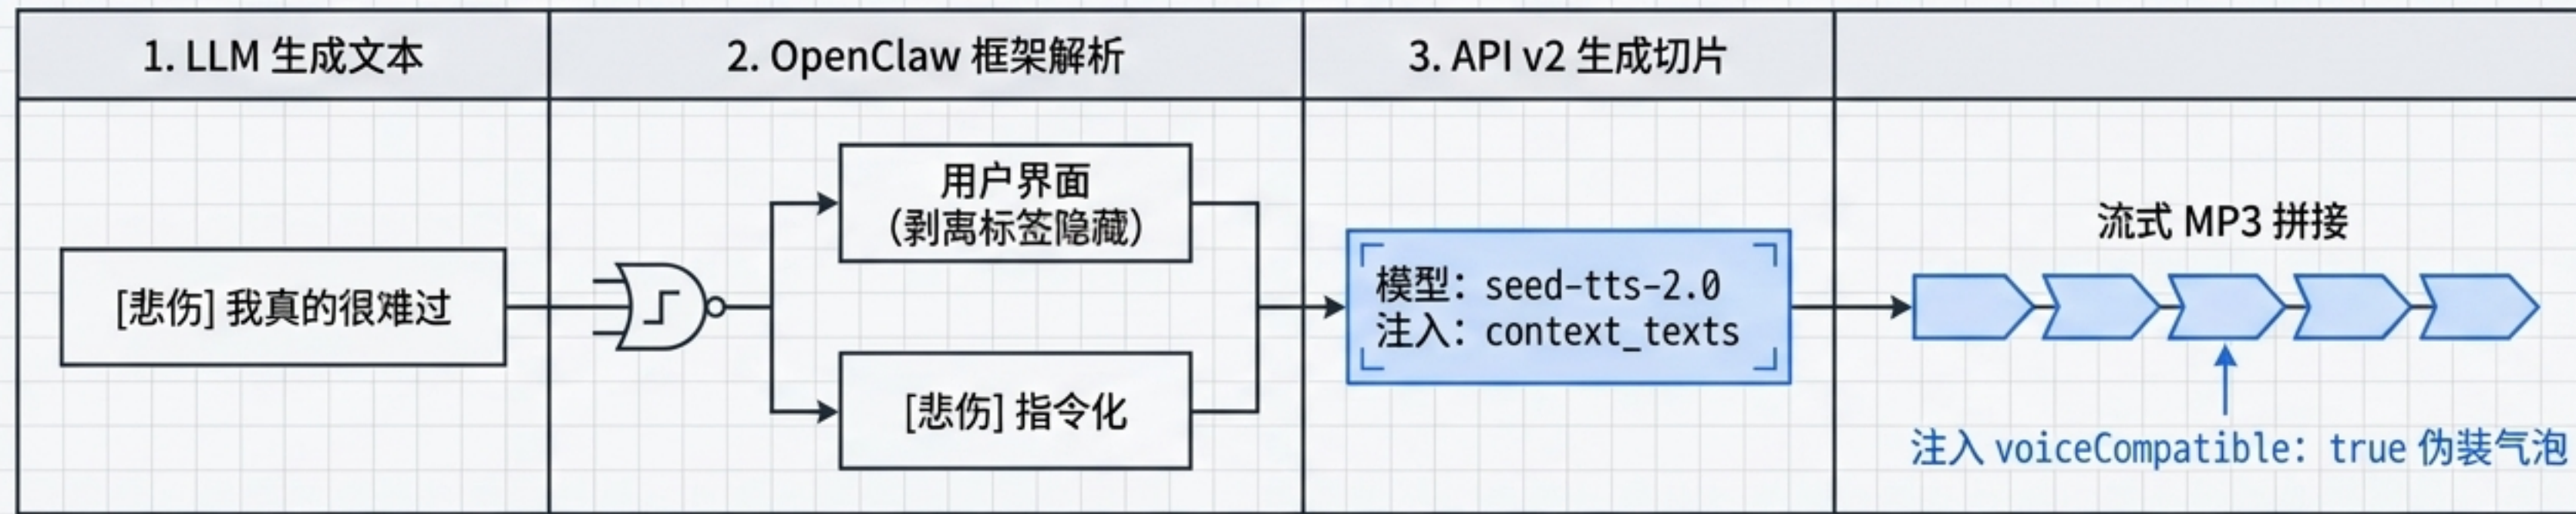 1. LLM 生成文本
2. OpenClaw 框架解析
3. API v2 生成切片
[悲伤] 我真的很难过
用户界面
（剥离标签隐藏）
[悲伤] 指令化
模型：seed-tts-2.0
注入：context_texts
流式 MP3 拼接
注入 voiceCompatible: true 伪装气泡